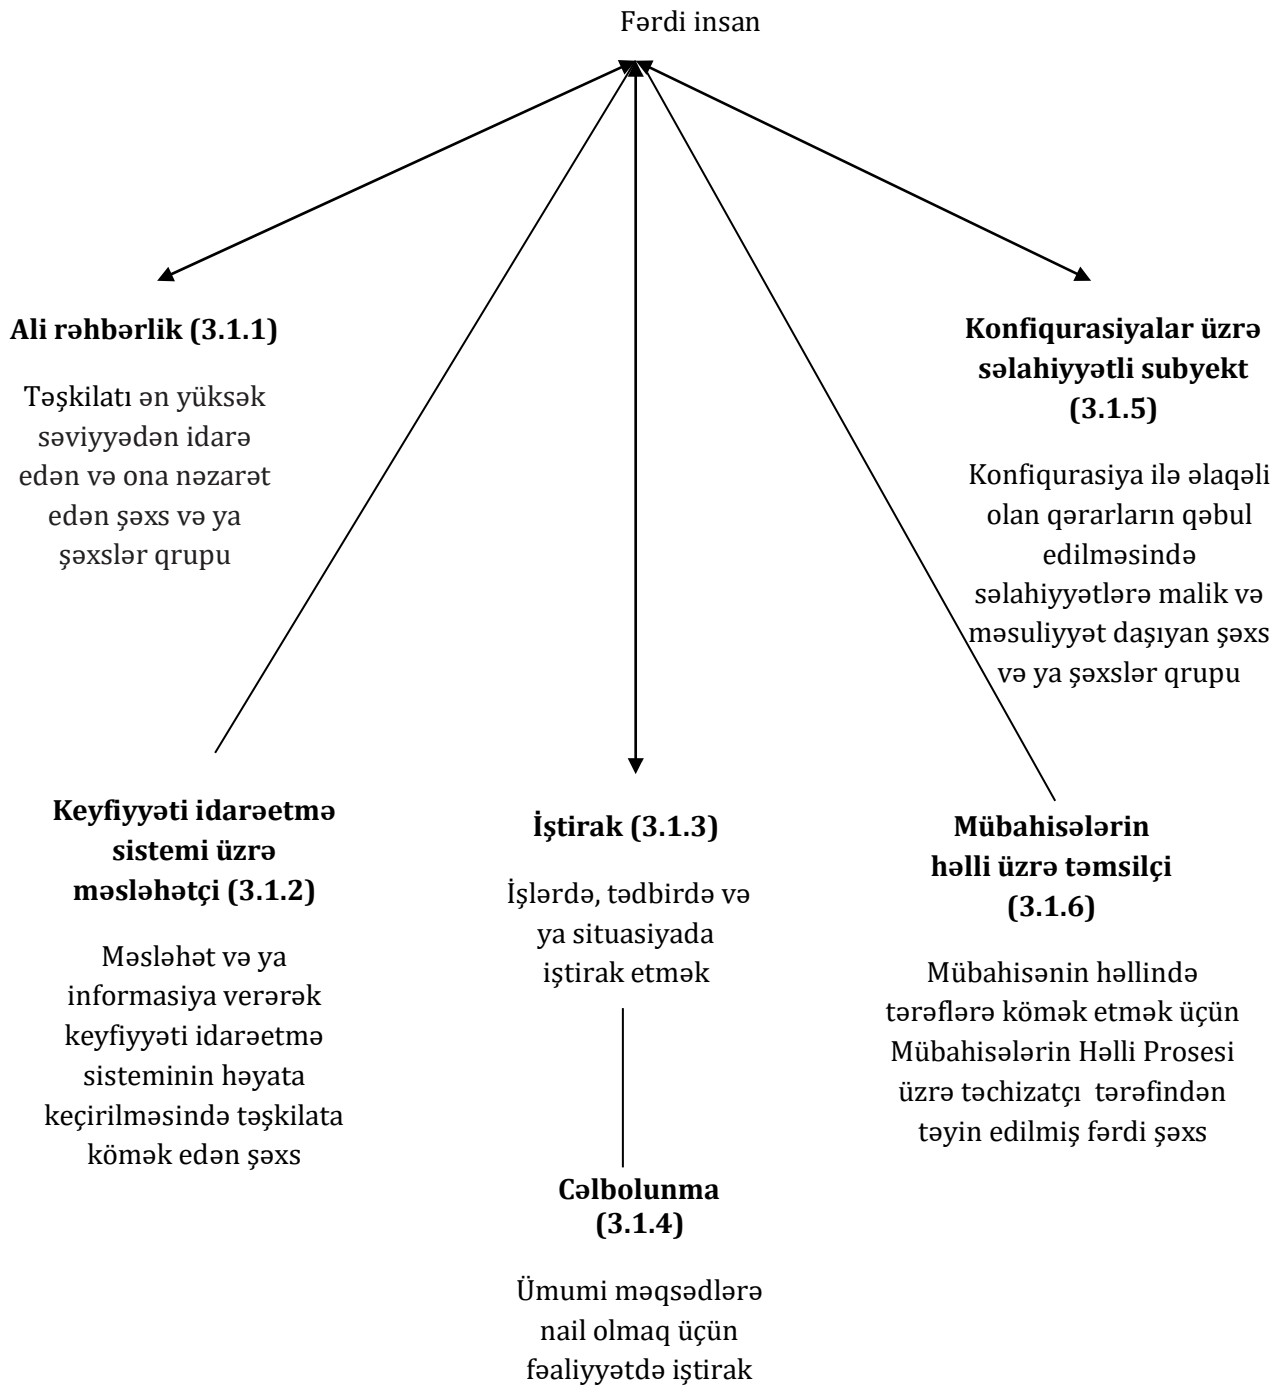 Fərdi insan
Ali rəhbərlik (3.1.1)
Təşkilatı ən yüksək
səviyyədən idarə
edən və ona nəzarət
edən şəxs və ya
şəxslər qrupu
Konfiqurasiyalar üzrə
səlahiyyətli subyekt
(3.1.5)
Konfiqurasiya ilə əlaqəli
olan qərarların qəbul
edilməsində
səlahiyyətlərə malik və
məsuliyyət daşıyan şəxs
və ya şəxslər qrupu
Keyfiyyəti idarəetmə
sistemi üzrə
məsləhətçi (3.1.2)
Məsləhət və ya
informasiya verərək
keyfiyyəti idarəetmə
sisteminin həyata
keçirilməsində təşkilata
kömək edən şəxs
İştirak (3.1.3)
İşlərdə, tədbirdə və
ya situasiyada
iştirak etmək
Mübahisələrin
həlli üzrə təmsilçi
(3.1.6)
Mübahisənin həllində
tərəflərə kömək etmək üçün
Mübahisələrin Həlli Prosesi
üzrə təchizatçı  tərəfindən
təyin edilmiş fərdi şəxs
Cəlbolunma
(3.1.4)
Ümumi məqsədlərə
nail olmaq üçün
fəaliyyətdə iştirak